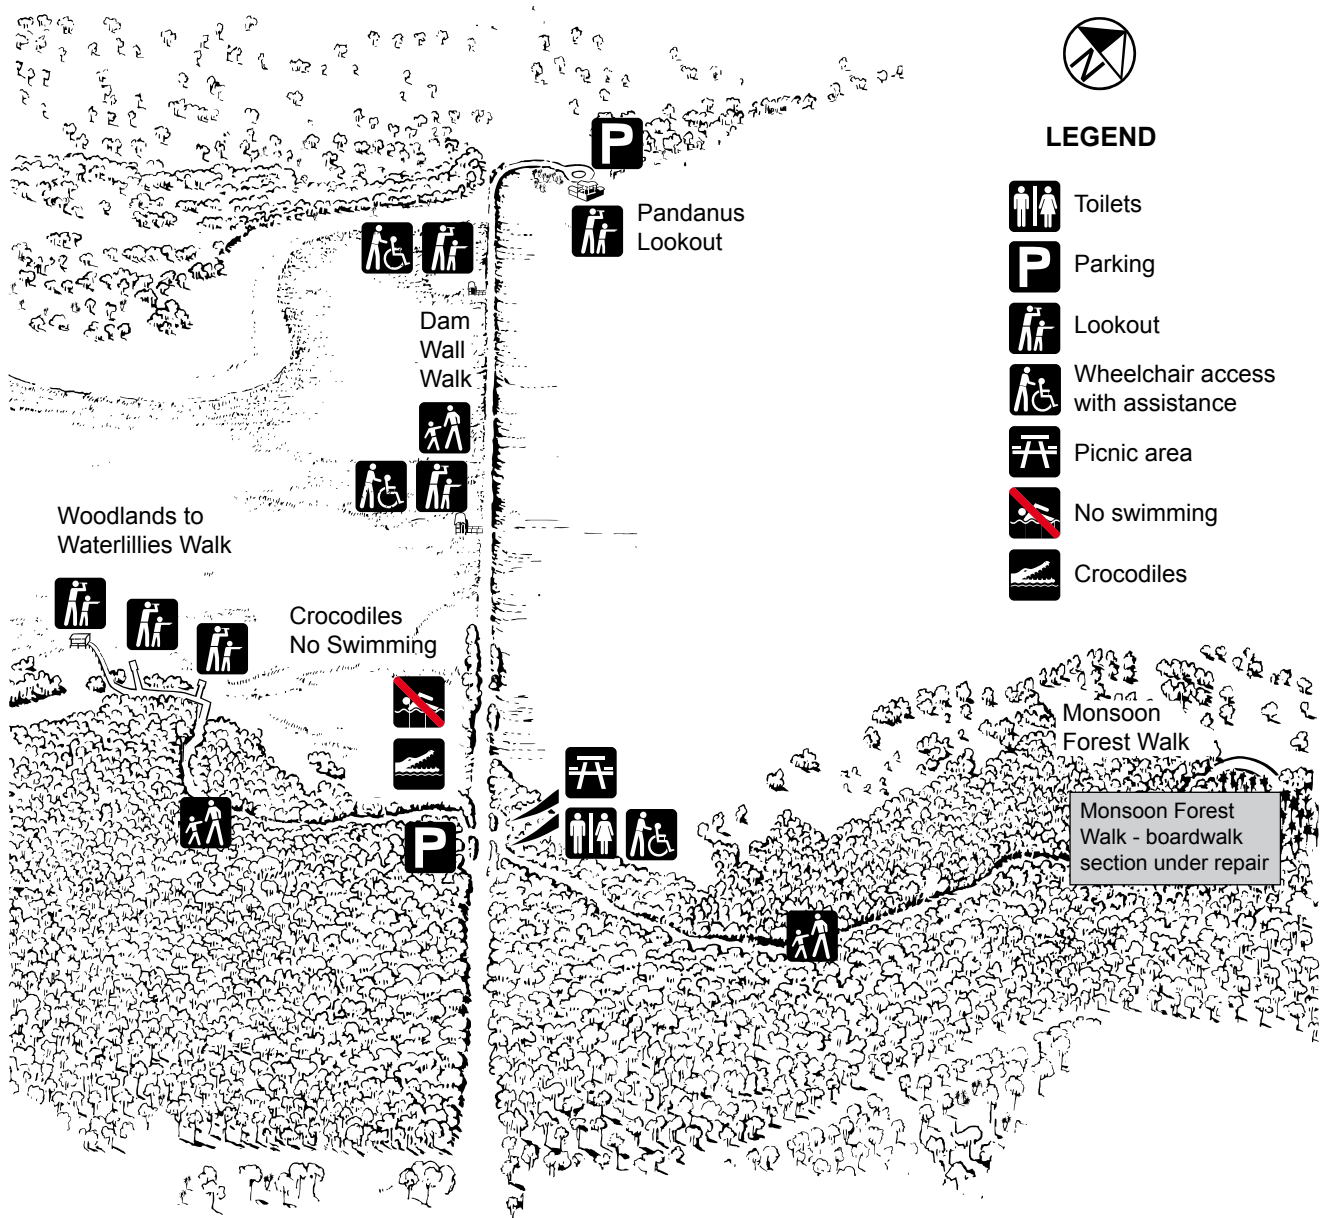 P
Pandanus
Lookout
Dam
Wall
Walk
Woodlands to
Waterlillies Walk
Crocodiles
No Swimming
P
Monsoon
Forest Walk
Monsoon Forest
Walk - boardwalk
section under repair
N
LEGEND
Toilets
P
Parking
Lookout
Wheelchair access
with assistance
Picnic area
No swimming
Crocodiles